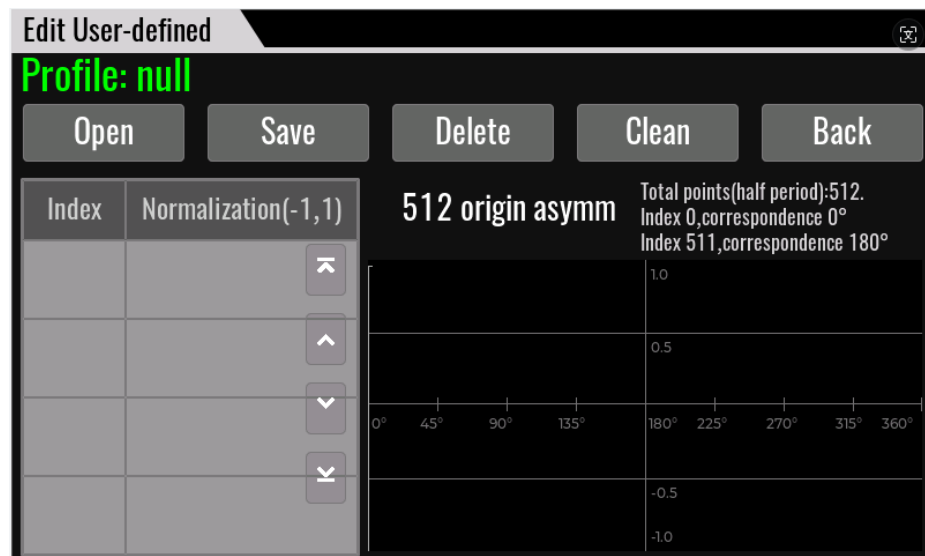 Edit User-defined
Profile: null
Open Save Delete Clean Back
Index Normalization(-1,1)
512 origin asymm
Total points(half period):512.
Index 0,correspondence 0°
Index 511,correspondence 180°
1.0
0.5
0° 45° 90° 135° 180° 225° 270° 315° 360°
-0.5
-1.0